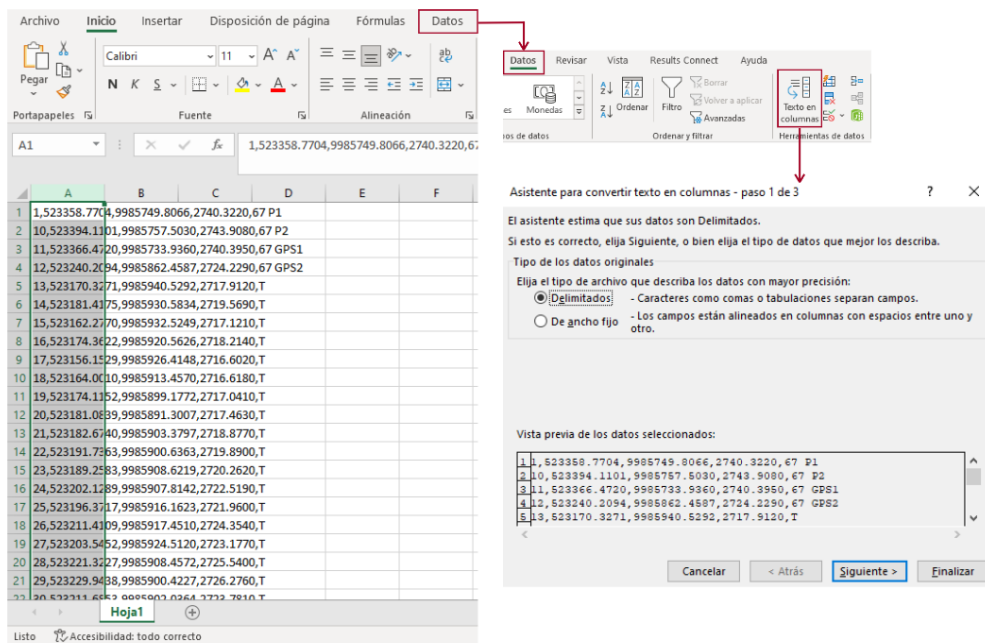 Archivo Inicio Insertar Disposición de página Fórmulas Datos
Pegar
Calibri 11 A^ A˅
N K S A
ab
Portapapeles Fuente Alineación
A1 fx 1,523358.7704,9985749.8066,2740.3220,67
A B C D E F
1 1,523358.7704,9985749.8066,2740.3220,67 P1
2 10,523394.1101,9985757.5030,2743.9080,67 P2
3 11,523366.4720,9985733.9360,2740.3950,67 GPS1
4 12,523240.2094,9985862.4587,2724.2290,67 GPS2
5 13,523170.3271,9985940.5292,2717.9120,T
6 14,523181.4175,9985930.5834,2719.5690,T
7 15,523162.2770,9985932.5249,2717.1210,T
8 16,523174.3622,9985920.5626,2718.2140,T
9 17,523156.1529,9985926.4148,2716.6020,T
10 18,523164.0010,9985913.4570,2716.6180,T
11 19,523174.1152,9985899.1772,2717.0410,T
12 20,523181.0839,9985891.3007,2717.4630,T
13 21,523182.6740,9985903.3797,2718.8770,T
14 22,523191.7363,9985900.6363,2719.8900,T
15 23,523189.2583,9985908.6219,2720.2620,T
16 24,523202.1289,9985907.8142,2722.5190,T
17 25,523196.3717,9985916.1623,2721.9600,T
18 26,523211.4109,9985917.4510,2724.3540,T
19 27,523203.5452,9985924.5120,2723.1770,T
20 28,523221.3227,9985908.4572,2725.5400,T
21 29,523229.9438,9985900.4227,2726.2760,T
Hoja1
Listo Accesibilidad: todo correcto
Datos Revisar Vista Results Connect Ayuda
es Monedas
Ordenar
Filtro
Borrar
Volver a aplicar
Avanzadas
Texto en
columnas
os de datos Ordenar y filtrar Herramientas de datos
Asistente para convertir texto en columnas - paso 1 de 3 ? ×
El asistente estima que sus datos son Delimitados.
Si esto es correcto, elija Siguiente, o bien elija el tipo de datos que mejor los describa.
Tipo de los datos originales
Elija el tipo de archivo que describa los datos con mayor precisión:
Delimitados - Caracteres como comas o tabulaciones separan campos.
De ancho fijo - Los campos están alineados en columnas con espacios entre uno y
otro.
Vista previa de los datos seleccionados:
1 1,523358.7704,9985749.8066,2740.3220,67 P1
2 10,523394.1101,9985757.5030,2743.9080,67 P2
3 11,523366.4720,9985733.9360,2740.3950,67 GPS1
4 12,523240.2094,9985862.4587,2724.2290,67 GPS2
5 13,523170.3271,9985940.5292,2717.9120,T
Cancelar < Atrás Siguiente > Finalizar